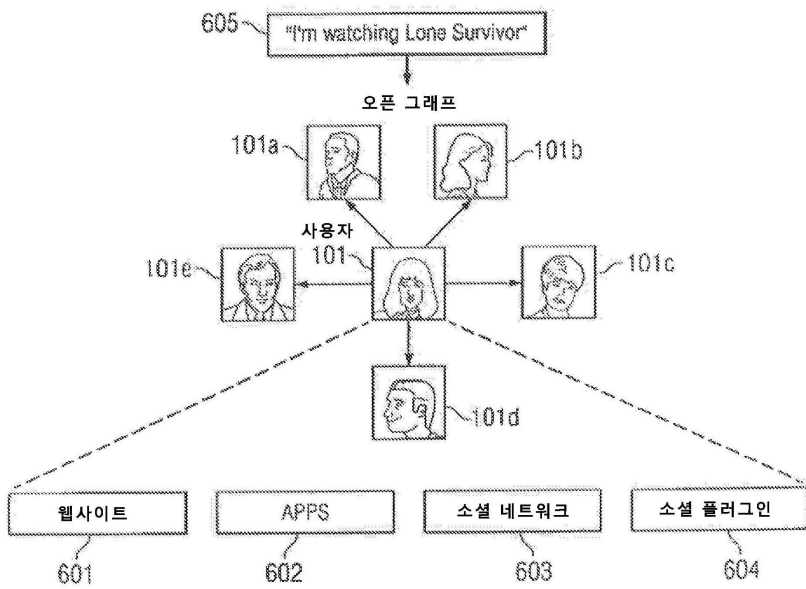 605
"I'm watching Lone Survivor"
오픈 그래프
101a
101b
사용자
101
101e
101c
101d
웹사이트
APPS
소셜 네트워크
소셜 플러그인
601
602
603
604